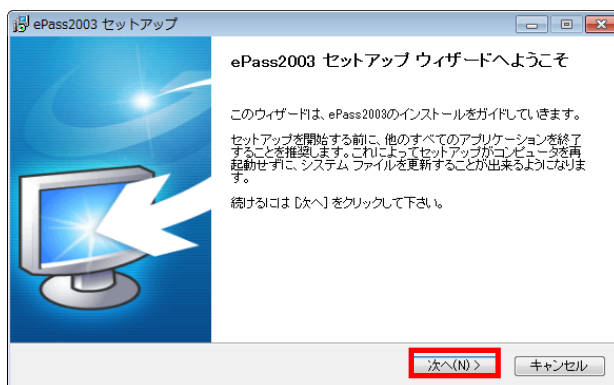 ePass2003 セットアップ
ePass2003 セットアップ ウィザードへようこそ
このウィザードは、ePass2003のインストールをガイドしていきます。
セットアップを開始する前に、他のすべてのアプリケーションを終了
することを推奨します。これによってセットアップがコンピュータを再
起動せずに、システム ファイルを更新することが出来るようになりま
す。
続けるには [次へ] をクリックして下さい。
次へ(N) >
キャンセル